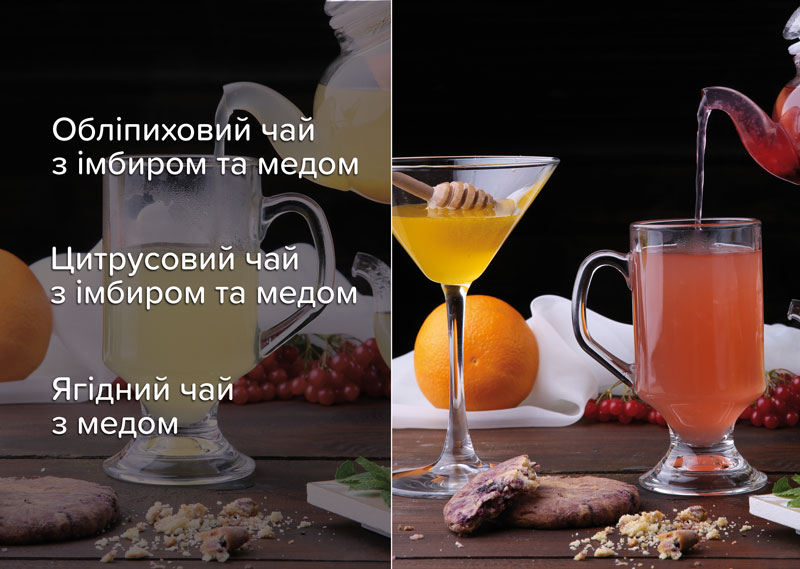 Обліпиховий чай
з імбиром та медом
Цитрусовий чай
з імбиром та медом
Ягідний чай
з медом